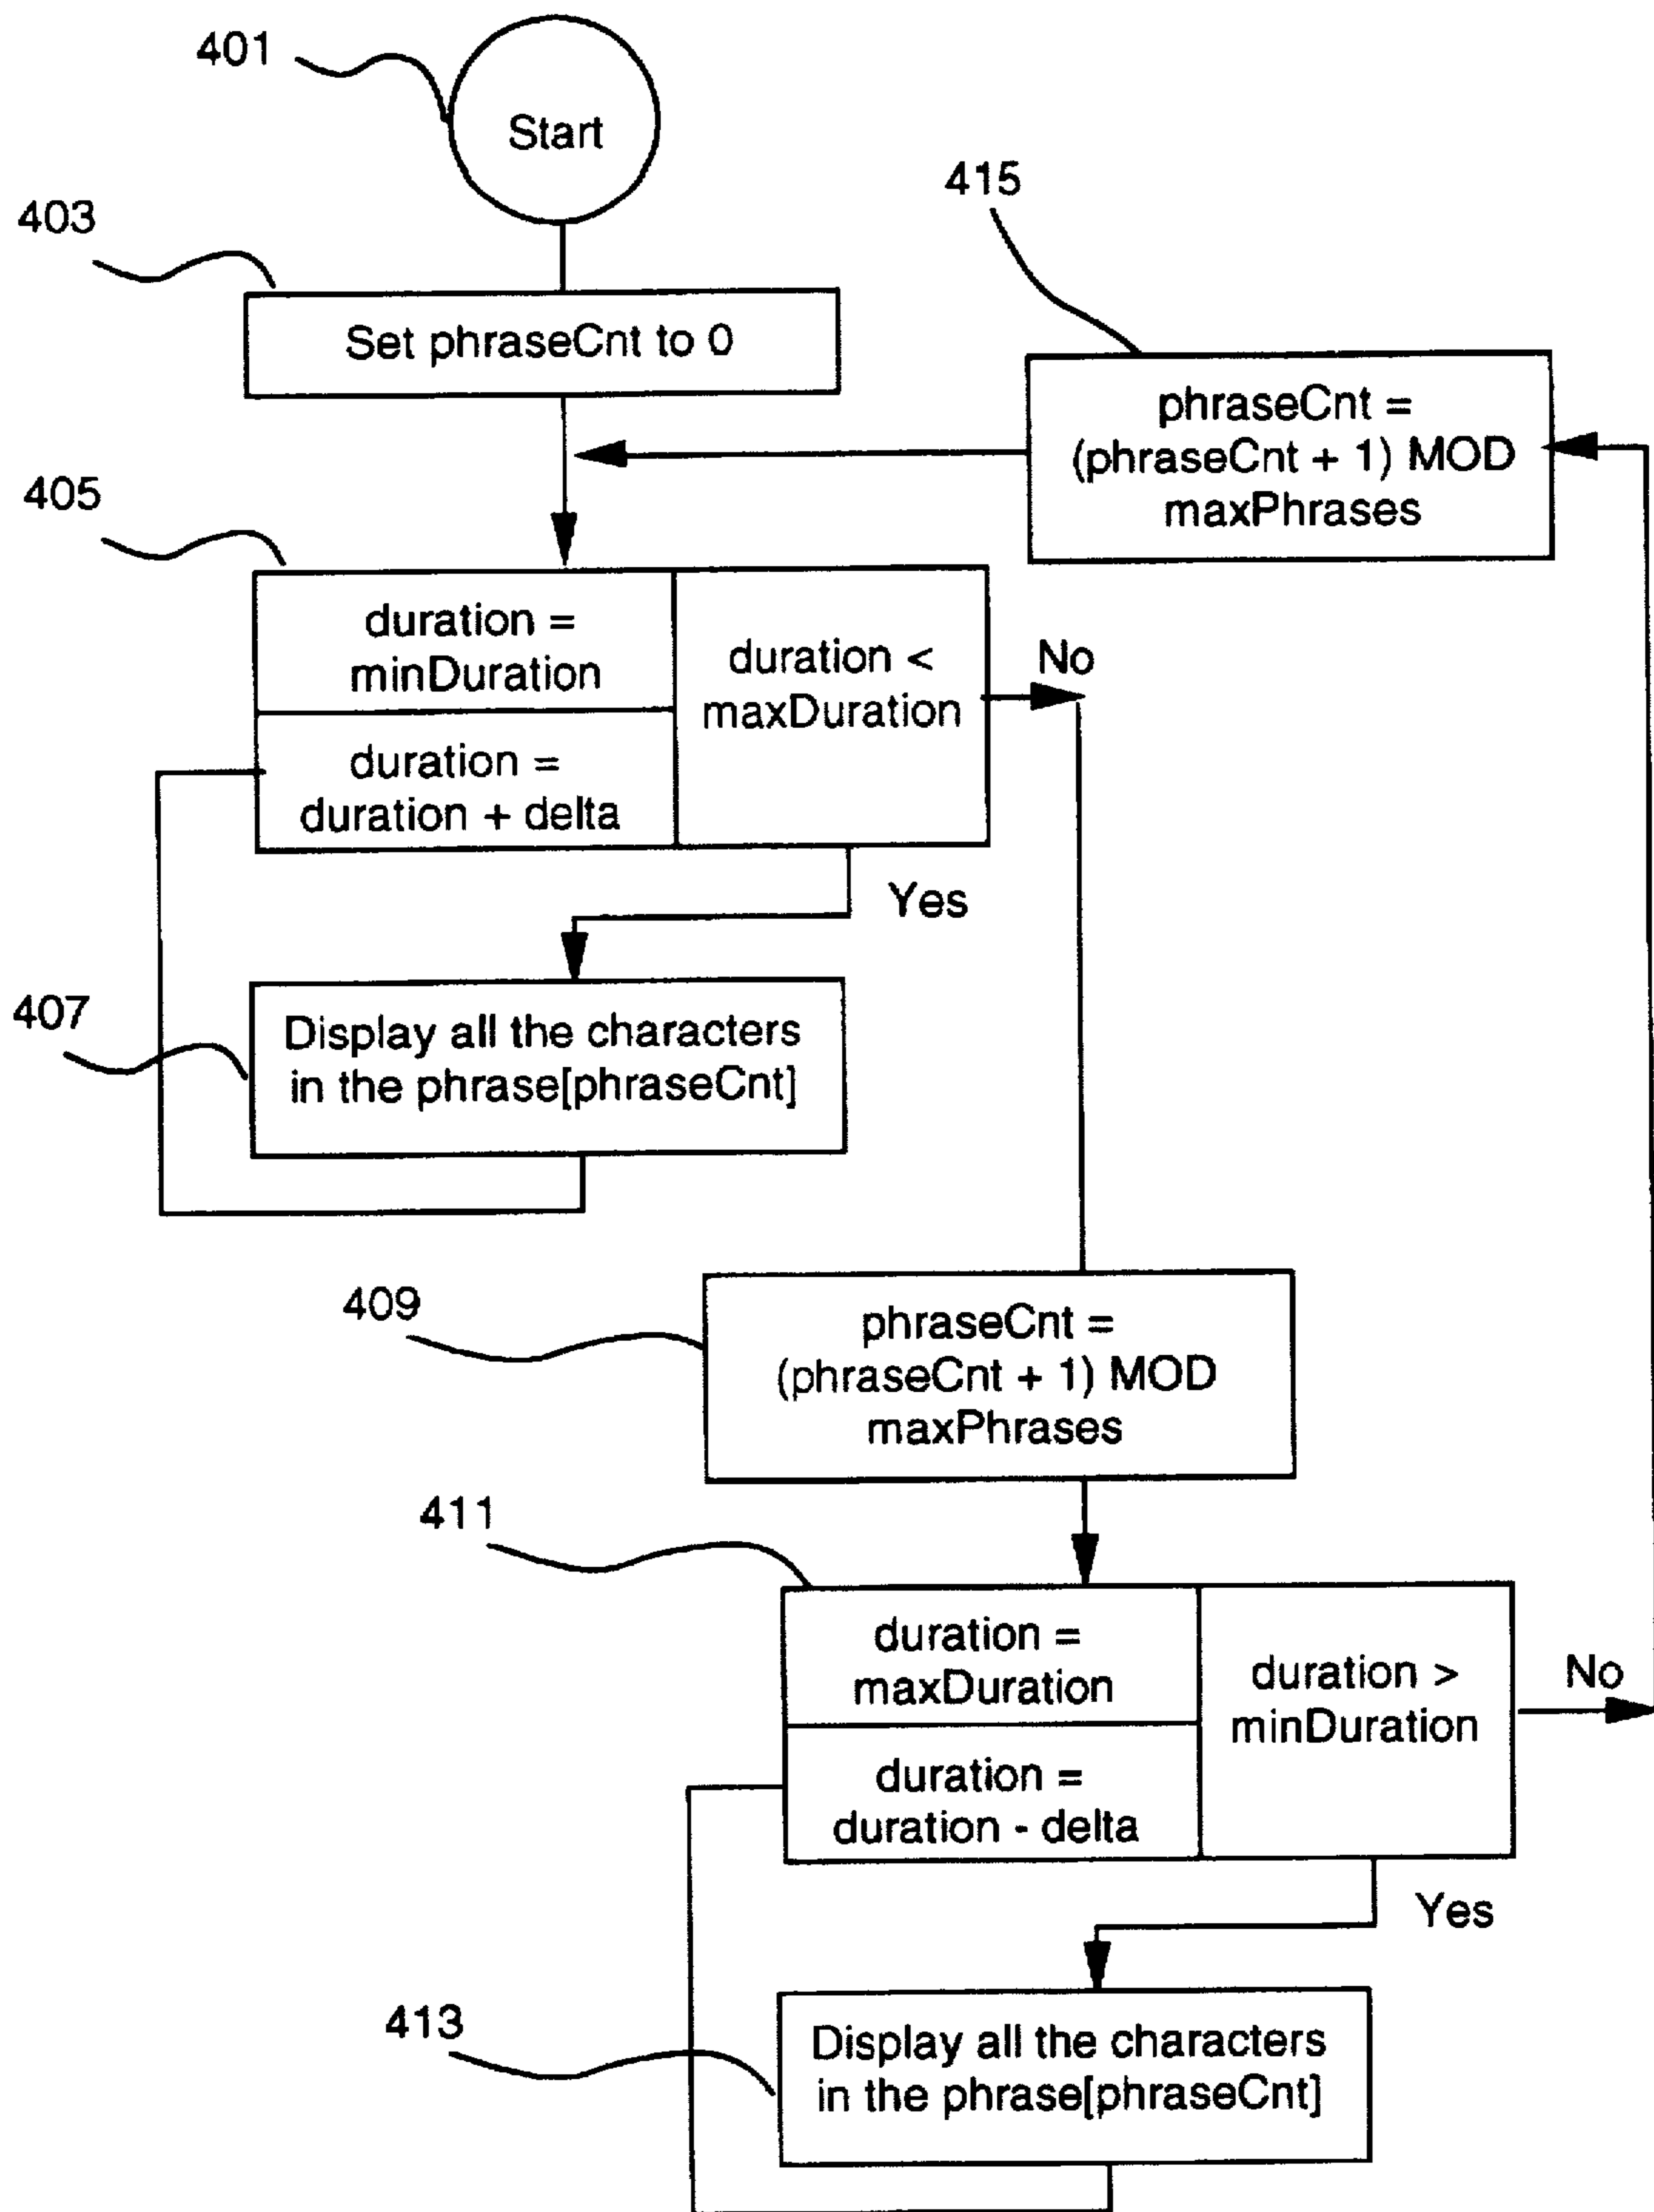 401
Start
403
Set phraseCnt to 0
415
phraseCnt =
(phraseCnt + 1) MOD
maxPhrases
405
duration =
minDuration
duration <
maxDuration
No
duration =
duration + delta
Yes
407
Display all the characters
in the phrase[phraseCnt]
409
phraseCnt =
(phraseCnt + 1) MOD
maxPhrases
411
duration =
maxDuration
duration >
minDuration
No
duration =
duration - delta
Yes
413
Display all the characters
in the phrase[phraseCnt]